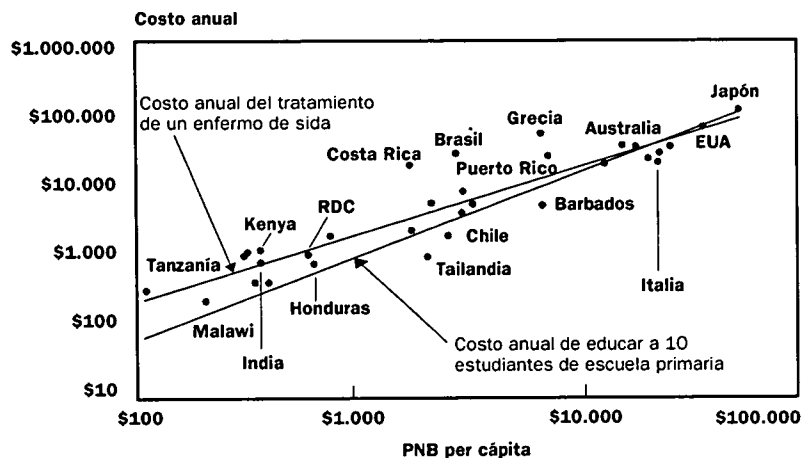 Costo anual
$1.000.000
$100.000
$10.000
$1.000
$100
$10
Costo anual del tratamiento
de un enfermo de sida
Japón
Grecia
Australia
EUA
Brasil
Costa Rica
Puerto Rico
Barbados
RDC
Kenya
Chile
Tanzanía
Tailandia
Italia
Honduras
Malawi
India
Costo anual de educar a 10
estudiantes de escuela primaria
$100
$1.000
$10.000
$100.000
PNB per cápita